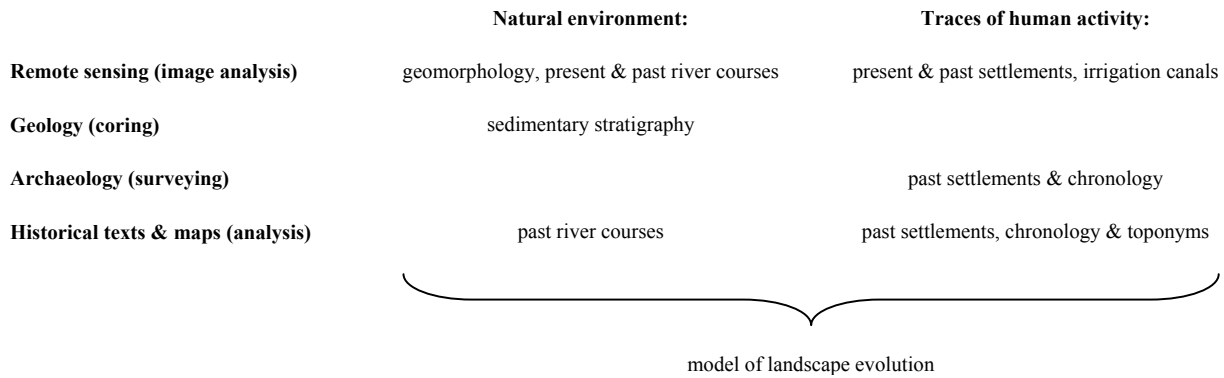 Natural environment: Traces of human activity:
Remote sensing (image analysis) geomorphology, present & past river courses present & past settlements, irrigation canals
Geology (coring) sedimentary stratigraphy
Archaeology (surveying) past settlements & chronology
Historical texts & maps (analysis) past river courses past settlements, chronology & toponyms
model of landscape evolution